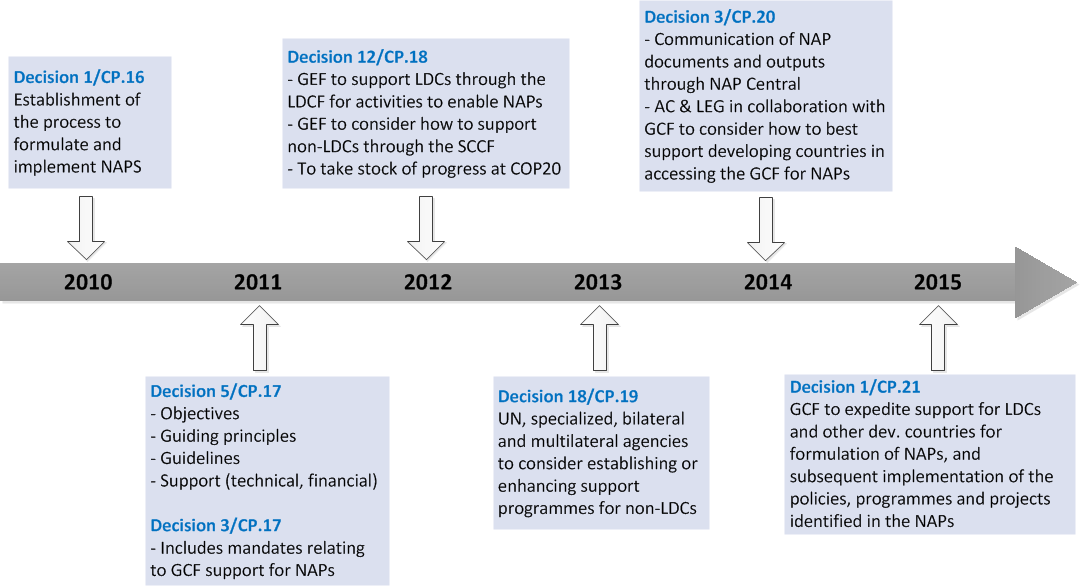 Decision 1/CP.16
Establishment of
the process to
formulate and
implement NAPS
Decision 12/CP.18
- GEF to support LDCs through the
LDCF for activities to enable NAPs
- GEF to consider how to support
non-LDCs through the SCCF
- To take stock of progress at COP20
Decision 3/CP.20
- Communication of NAP
documents and outputs
through NAP Central
- AC & LEG in collaboration with
GCF to consider how to best
support developing countries in
accessing the GCF for NAPs
2010 2011 2012 2013 2014 2015
Decision 5/CP.17
- Objectives
- Guiding principles
- Guidelines
- Support (technical, financial)
Decision 3/CP.17
- Includes mandates relating
to GCF support for NAPs
Decision 18/CP.19
UN, specialized, bilateral
and multilateral agencies
to consider establishing or
enhancing support
programmes for non-LDCs
Decision 1/CP.21
GCF to expedite support for LDCs
and other dev. countries for
formulation of NAPs, and
subsequent implementation of the
policies, programmes and projects
identified in the NAPs